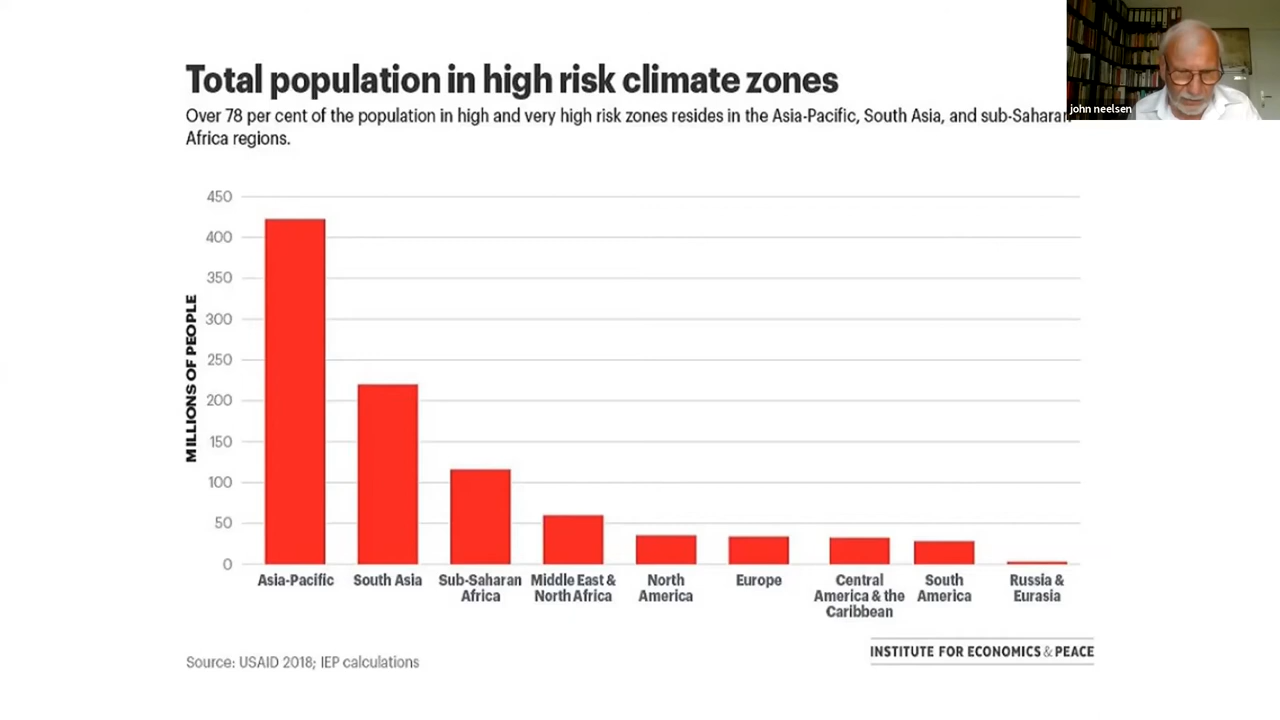 Total population in high risk climate zones
john neelsen
Over 78 per cent of the population in high and very high risk zones resides in the Asia-Pacific, South Asia, and sub-Saharan
Africa regions.
MILLIONS OF PEOPLE
450
400
350
300
250
200
150
100
50
0
Asia-Pacific
South Asia
Sub-Saharan
Africa
Middle East &
North Africa
North
America
Europe
Central
America & the
Caribbean
South
America
Russia &
Eurasia
Source: USAID 2018; IEP calculations
INSTITUTE FOR ECONOMICS & PEACE